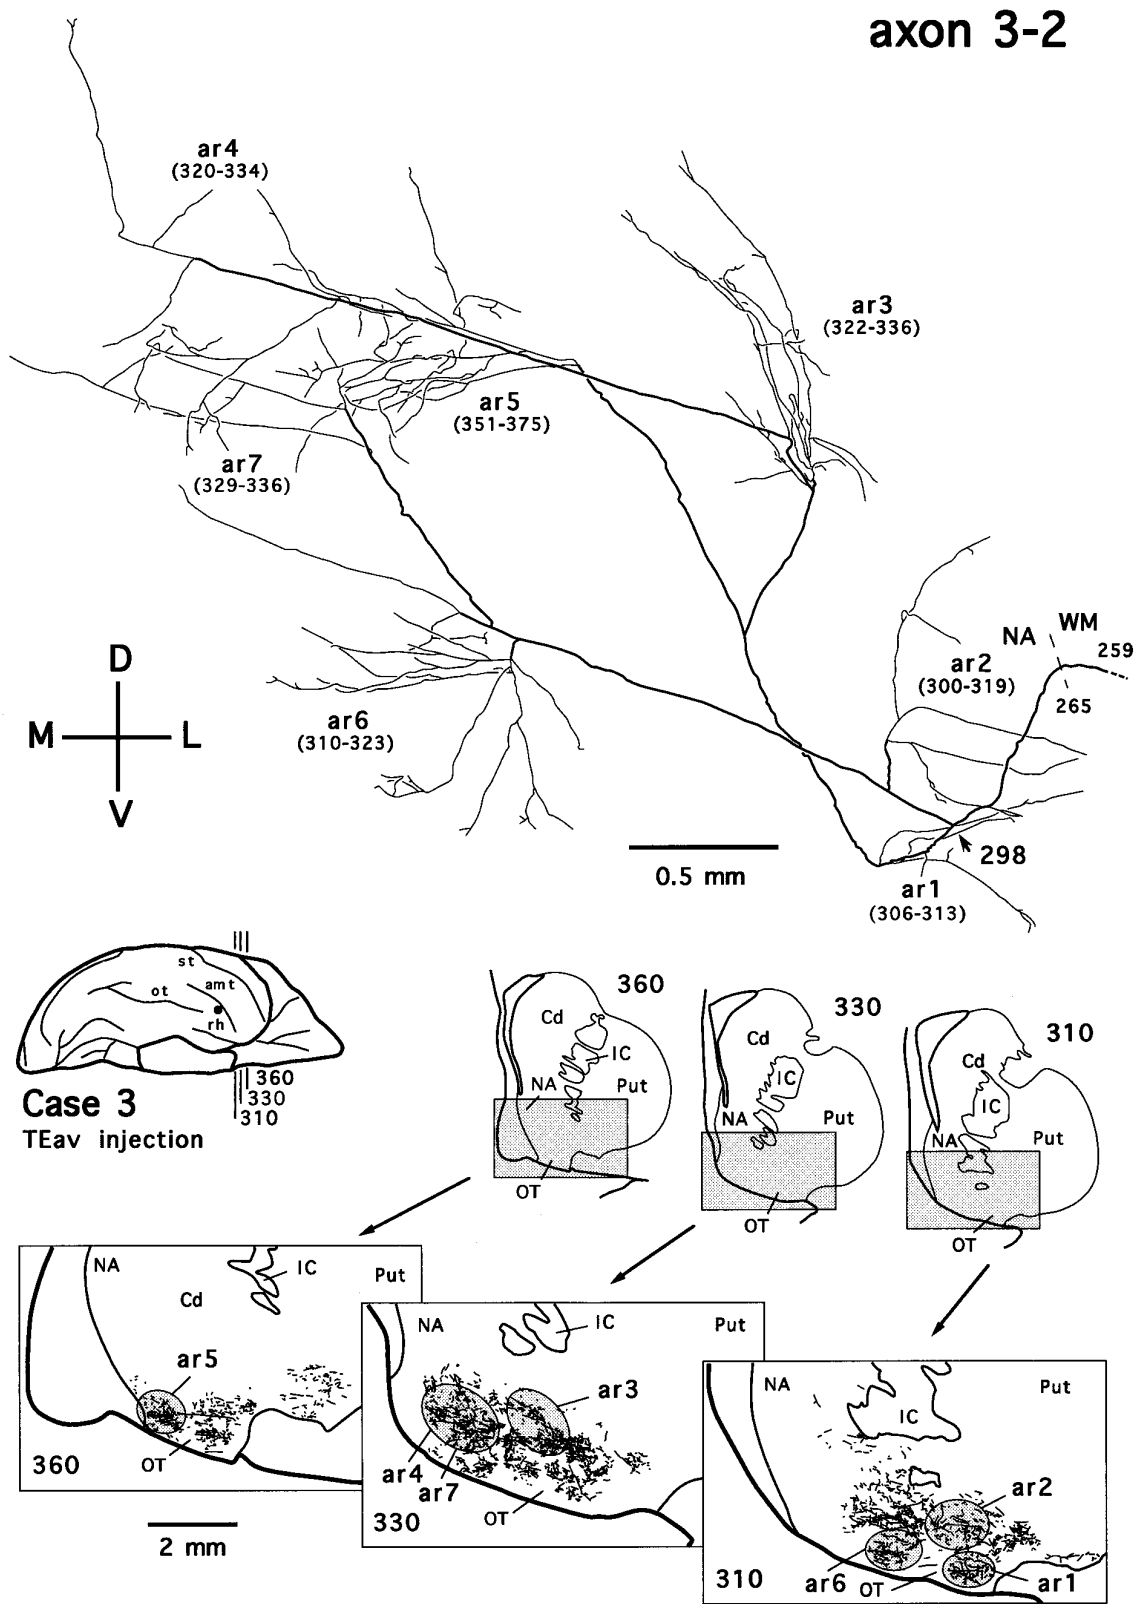 axon 3-2
ar4
(320-334)
ar3
(322-336)
ar5
(351-375)
ar7
(329-336)
NA WM
259
ar2
(300-319)
265
D
M L
V
ar6
(310-323)
298
0.5 mm
ar1
(306-313)
st
ot
amt
rh
360
330
310
Case 3
TEav injection
360
Cd
IC
NA
Put
OT
330
Cd
IC
NA
Put
OT
310
Cd
IC
NA
Put
OT
NA
IC
Put
Cd
ar5
OT
360
2 mm
NA
IC
Put
ar3
ar4
ar7
OT
330
NA
Put
IC
ar2
ar6
OT
ar1
310